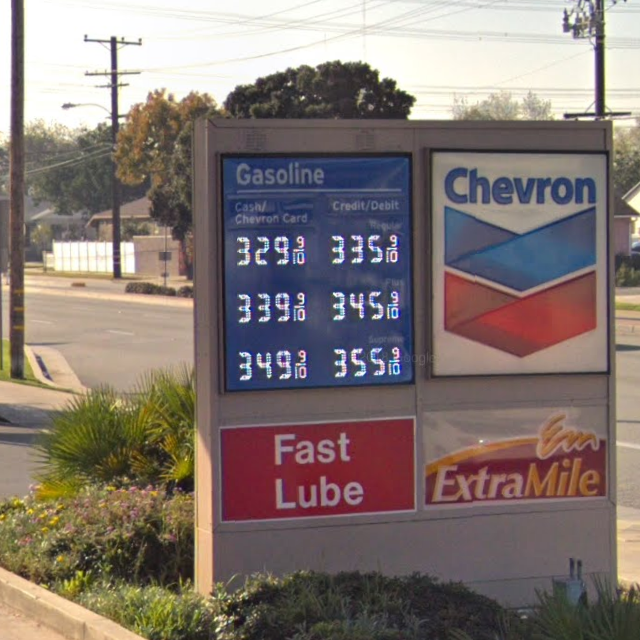 Gasoline
Cash/ Credit/Debit
Chevron Card
329 9/10 335 9/10
339 9/10 345 9/10
349 9/10 355 9/10
Chevron
Fast
Lube
Em
ExtraMile